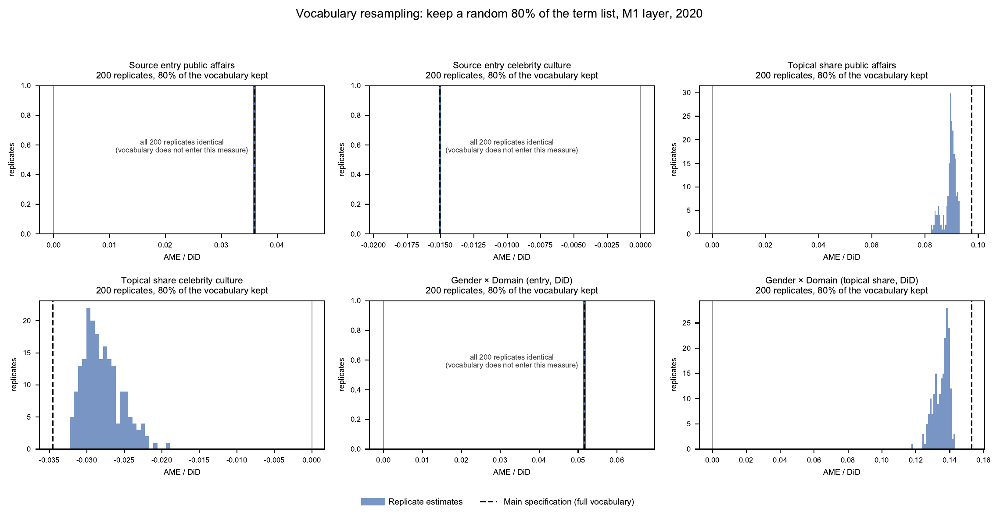 Vocabulary resampling: keep a random 80% of the term list, M1 layer, 2020
Source entry public affairs
200 replicates, 80% of the vocabulary kept
1.0
0.8
0.6
0.4
0.2
0.0
replicates
all 200 replicates identical
(vocabulary does not enter this measure)
0.00 0.01 0.02 0.03 0.04
AME / DiD
Source entry celebrity culture
200 replicates, 80% of the vocabulary kept
1.0
0.8
0.6
0.4
0.2
0.0
replicates
all 200 replicates identical
(vocabulary does not enter this measure)
-0.0200 -0.0175 -0.0150 -0.0125 -0.0100 -0.0075 -0.0050 -0.0025 0.0000
AME / DiD
Topical share public affairs
200 replicates, 80% of the vocabulary kept
30
25
20
15
10
5
0
replicates
0.00 0.02 0.04 0.06 0.08 0.10
AME / DiD
Topical share celebrity culture
200 replicates, 80% of the vocabulary kept
20
15
10
5
0
replicates
-0.035 -0.030 -0.025 -0.020 -0.015 -0.010 -0.005 0.000
AME / DiD
Gender × Domain (entry, DiD)
200 replicates, 80% of the vocabulary kept
1.0
0.8
0.6
0.4
0.2
0.0
replicates
all 200 replicates identical
(vocabulary does not enter this measure)
0.00 0.01 0.02 0.03 0.04 0.05 0.06
AME / DiD
Gender × Domain (topical share, DiD)
200 replicates, 80% of the vocabulary kept
25
20
15
10
5
0
replicates
0.00 0.02 0.04 0.06 0.08 0.10 0.12 0.14 0.16
AME / DiD
Replicate estimates
Main specification (full vocabulary)